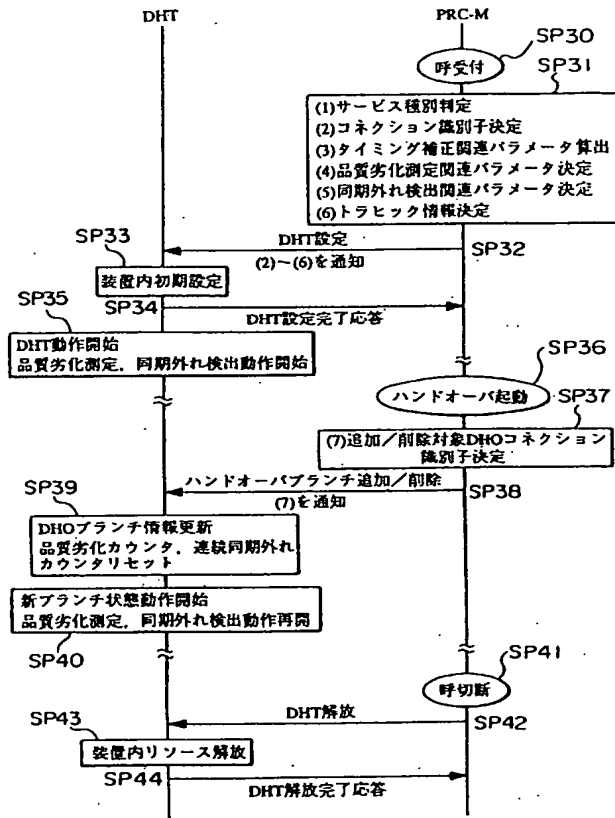 DHT
PRC-M
SP30
呼受付
SP31
(1)サービス種別判定
(2)コネクション識別子決定
(3)タイミング補正関連パラメータ算出
(4)品質劣化測定関連パラメータ決定
(5)同期外れ検出関連パラメータ決定
(6)トラヒック情報決定
SP33
DHT設定
SP32
(2)〜(6)を通知
装置内初期設定
SP35
SP34
DHT設定完了応答
DHT動作開始
品質劣化測定,同期外れ検出動作開始
SP36
ハンドオーバ起動
SP37
(7)追加/削除対象DHOコネクション
識別子決定
ハンドオーバブランチ追加/削除
SP39
SP38
(7)を通知
DHOブランチ情報更新
品質劣化カウンタ,連続同期外れ
カウンタリセット
新ブランチ状態動作開始
品質劣化測定,同期外れ検出動作再開
SP40
SP41
呼切断
SP43
DHT解放
SP42
装置内リソース解放
SP44
DHT解放完了応答